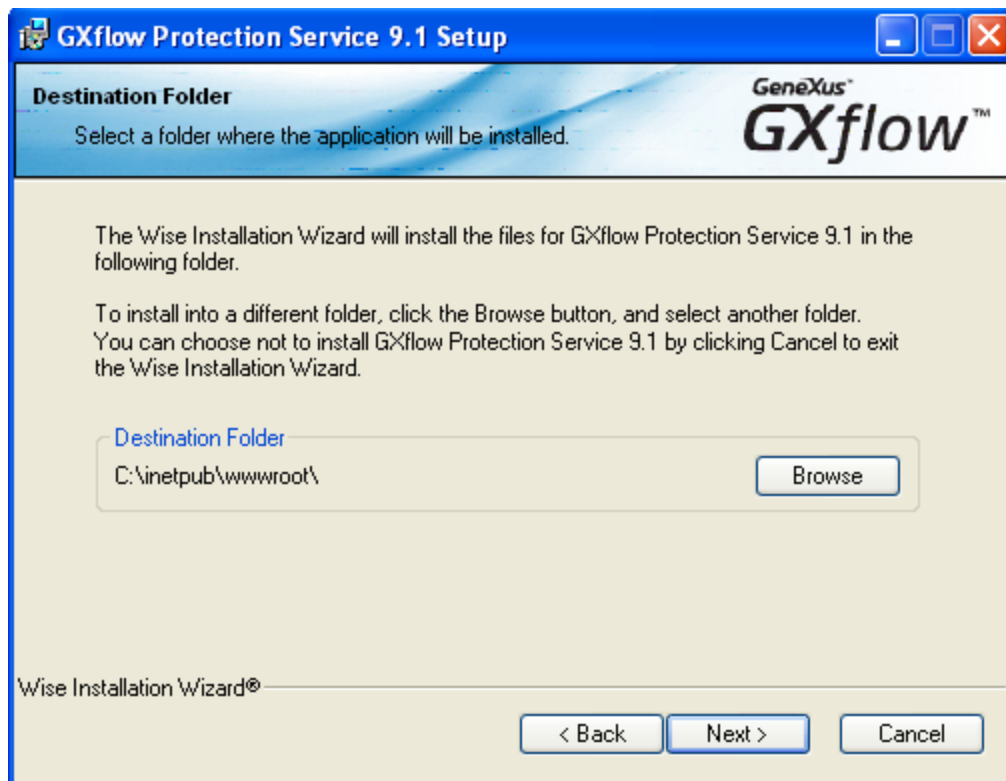 GXflow Protection Service 9.1 Setup
Destination Folder
Select a folder where the application will be installed.
GeneXus™
GXflow™
The Wise Installation Wizard will install the files for GXflow Protection Service 9.1 in the
following folder.
To install into a different folder, click the Browse button, and select another folder.
You can choose not to install GXflow Protection Service 9.1 by clicking Cancel to exit
the Wise Installation Wizard.
Destination Folder
C:\inetpub\wwwroot\
Browse
Wise Installation Wizard®
< Back
Next >
Cancel